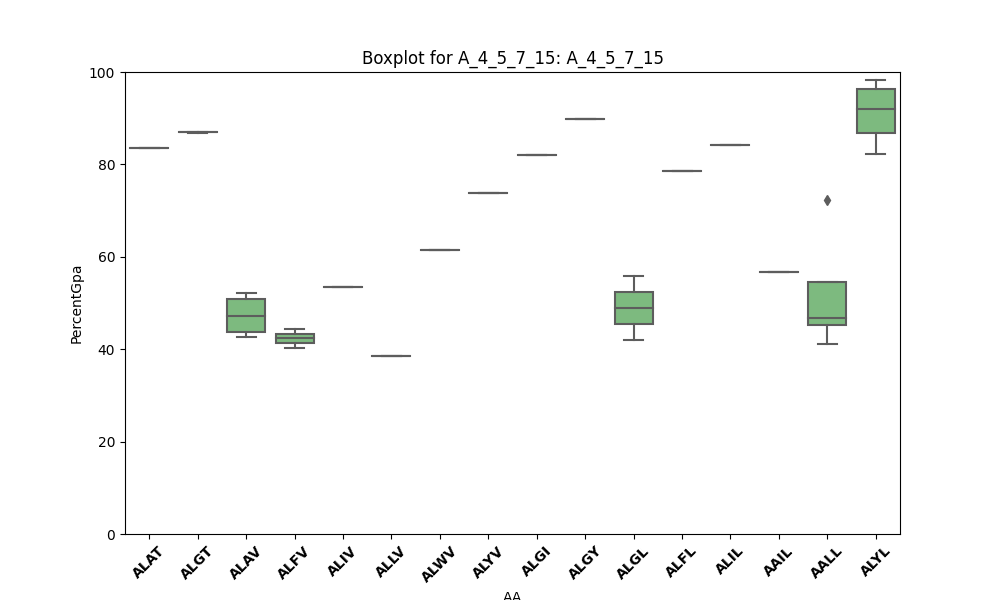 Boxplot for A_4_5_7_15: A_4_5_7_15
PercentGpa
100
80
60
40
20
0
ALAT ALGT ALAV ALFV ALIV ALLV ALWV ALYV ALGI ALGY ALGL ALFL ALIL AAIL AALL ALYL
AA